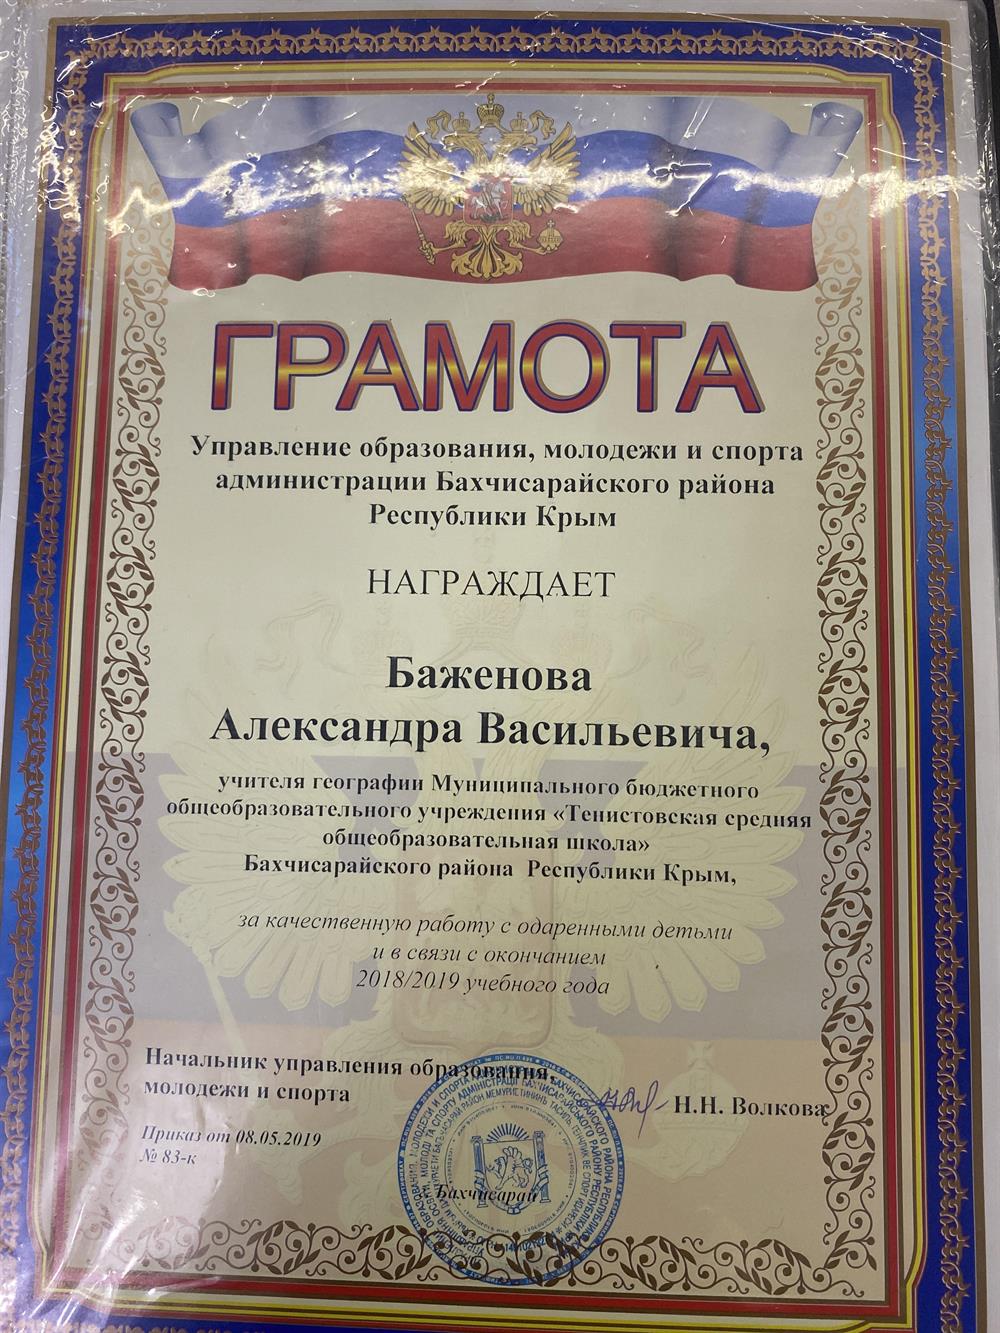 ГРАМОТА
Управление образования, молодежи и спорта
администрации Бахчисарайского района
Республики Крым
НАГРАЖДАЕТ
Баженова
Александра Васильевича,
учителя географии Муниципального бюджетного
общеобразовательного учреждения «Тенистовская средняя
общеобразовательная школа»
Бахчисарайского района Республики Крым,
за качественную работу с одаренными детьми
и в связи с окончанием
2018/2019 учебного года
Начальник управления образования,
молодежи и спорта
Н.Н. Волкова
Приказ от 08.05.2019
№ 83-к
г. Бахчисарай